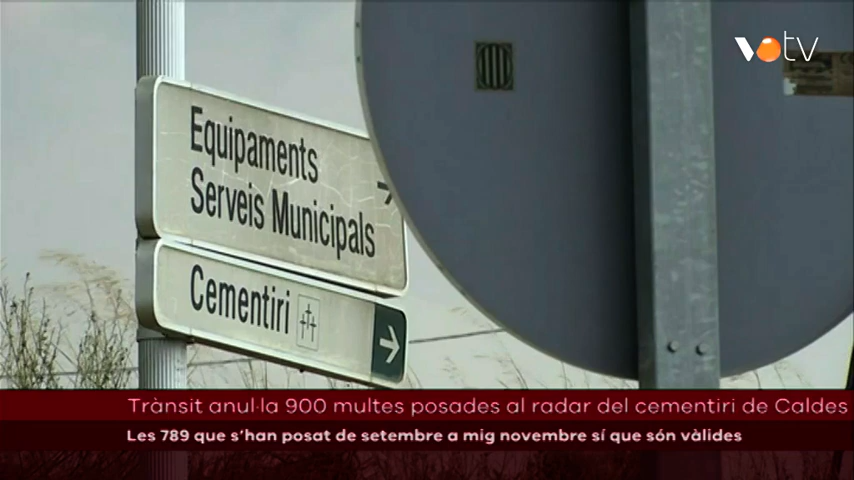 votv
Equipaments
Serveis Municipals
Cementiri
Trànsit anul·la 900 multes posades al radar del cementiri de Caldes
Les 789 que s'han posat de setembre a mig novembre sí que són vàlides